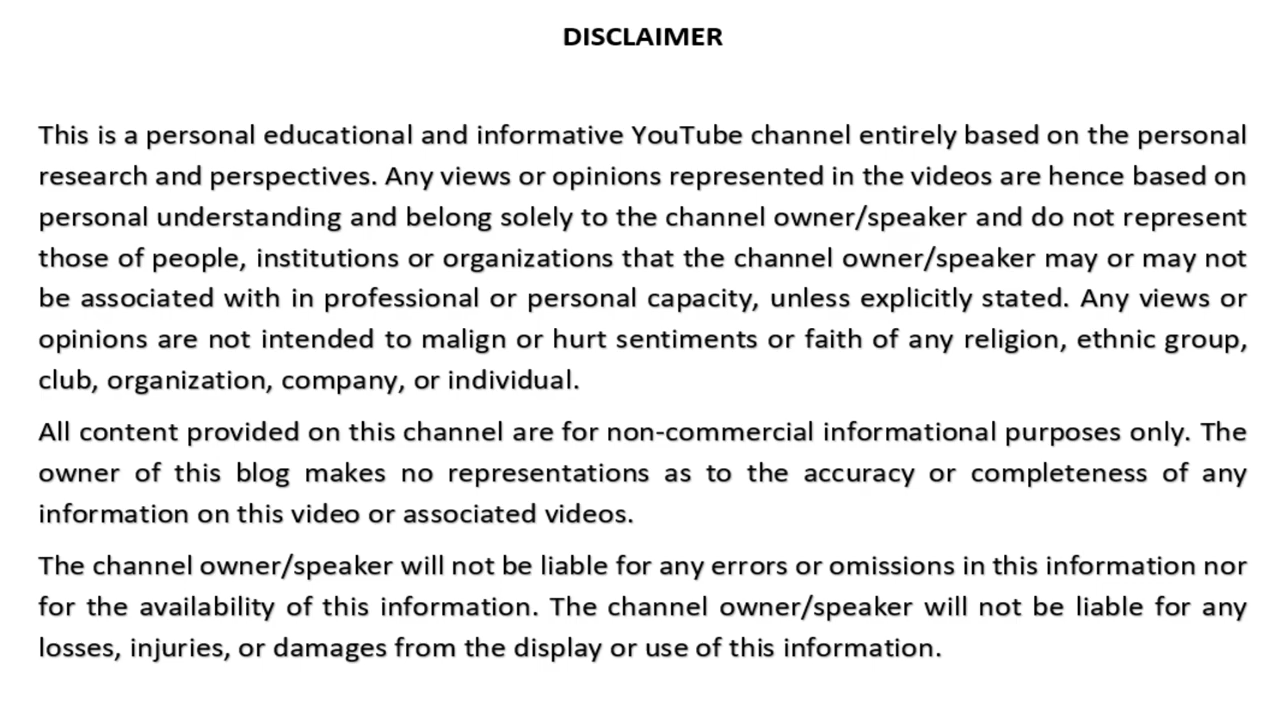 DISCLAIMER
This is a personal educational and informative YouTube channel entirely based on the personal
research and perspectives. Any views or opinions represented in the videos are hence based on
personal understanding and belong solely to the channel owner/speaker and do not represent
those of people, institutions or organizations that the channel owner/speaker may or may not
be associated with in professional or personal capacity, unless explicitly stated. Any views or
opinions are not intended to malign or hurt sentiments or faith of any religion, ethnic group,
club, organization, company, or individual.
All content provided on this channel are for non-commercial informational purposes only. The
owner of this blog makes no representations as to the accuracy or completeness of any
information on this video or associated videos.
The channel owner/speaker will not be liable for any errors or omissions in this information nor
for the availability of this information. The channel owner/speaker will not be liable for any
losses, injuries, or damages from the display or use of this information.